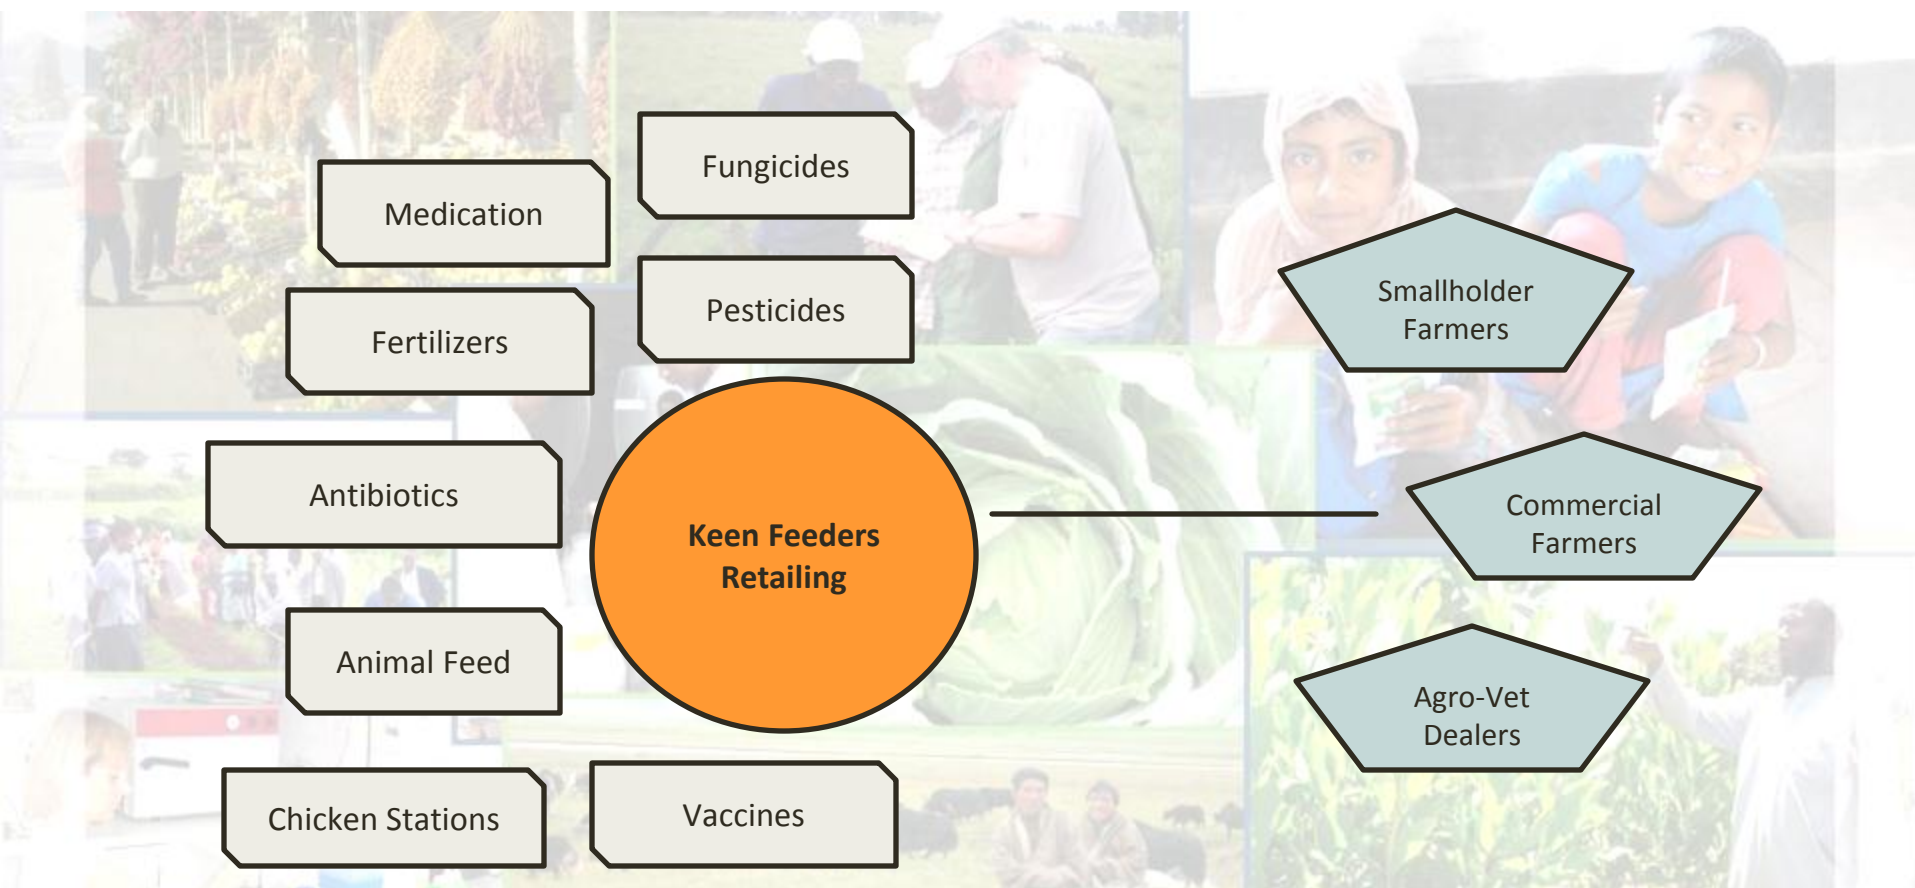 Fungicides
Medication
Pesticides
Fertilizers
Antibiotics
Keen Feeders
Retailing
Animal Feed
Chicken Stations
Vaccines
Smallholder
Farmers
Commercial
Farmers
Agro-Vet
Dealers